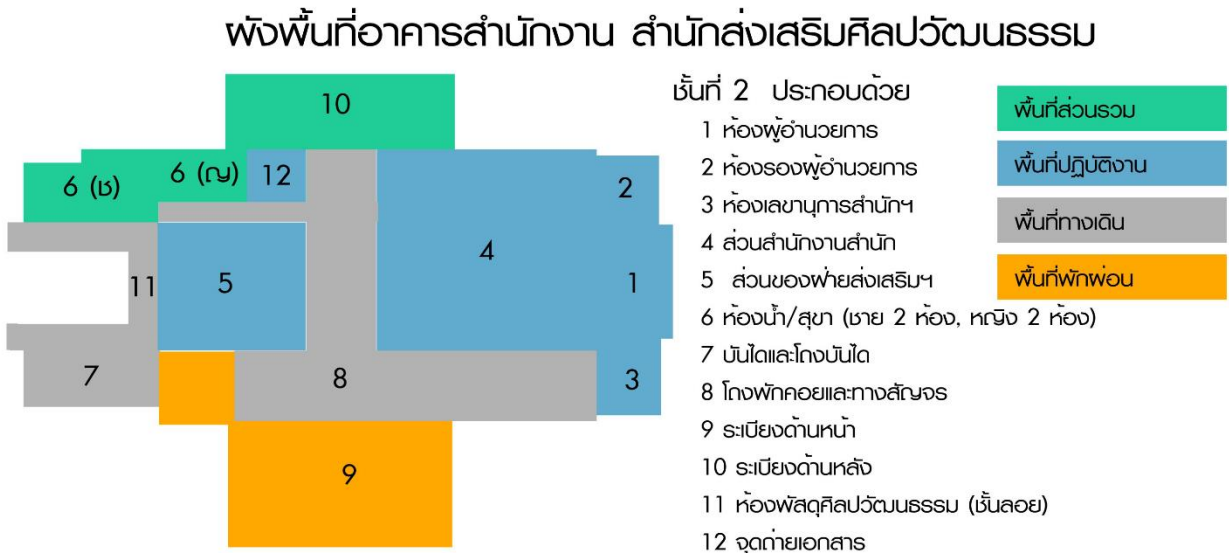 ผังพื้นที่อาคารสำนักงาน สำนักส่งเสริมศิลปวัฒนธรรม
ชั้นที่ 2 ประกอบด้วย
1 ห้องผู้อำนวยการ
2 ห้องรองผู้อำนวยการ
3 ห้องเลขานุการสำนักฯ
4 ส่วนสำนักงานสำนัก
5 ส่วนของฝ่ายส่งเสริมฯ
6 ห้องน้ำ/สุขา (ชาย 2 ห้อง, หญิง 2 ห้อง)
7 บันไดและโถงบันได
8 โถงพักคอยและทางสัญจร
9 ระเบียงด้านหน้า
10 ระเบียงด้านหลัง
11 ห้องพัสดุศิลปวัฒนธรรม (ชั้นลอย)
12 จุดถ่ายเอกสาร
พื้นที่ส่วนรวม
พื้นที่ปฏิบัติงาน
พื้นที่ทางเดิน
พื้นที่พักผ่อน
10
6 (ช)
6 (ญ)
12
2
4
11
5
1
7
8
3
9